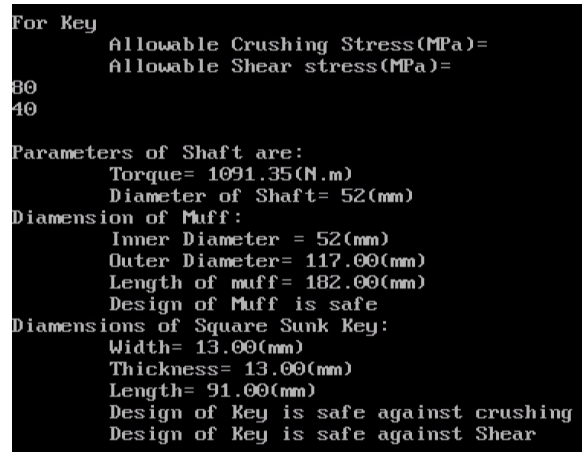 For Key
Allowable Crushing Stress(MPa)=
Allowable Shear stress(MPa)=
80
40
Parameters of Shaft are:
Torque= 1091.35(N.m)
Diameter of Shaft= 52(mm)
Diamension of Muff:
Inner Diameter = 52(mm)
Outer Diameter= 117.00(mm)
Length of muff= 182.00(mm)
Design of Muff is safe
Diamensions of Square Sunk Key:
Width= 13.00(mm)
Thickness= 13.00(mm)
Length= 91.00(mm)
Design of Key is safe against crushing
Design of Key is safe against Shear